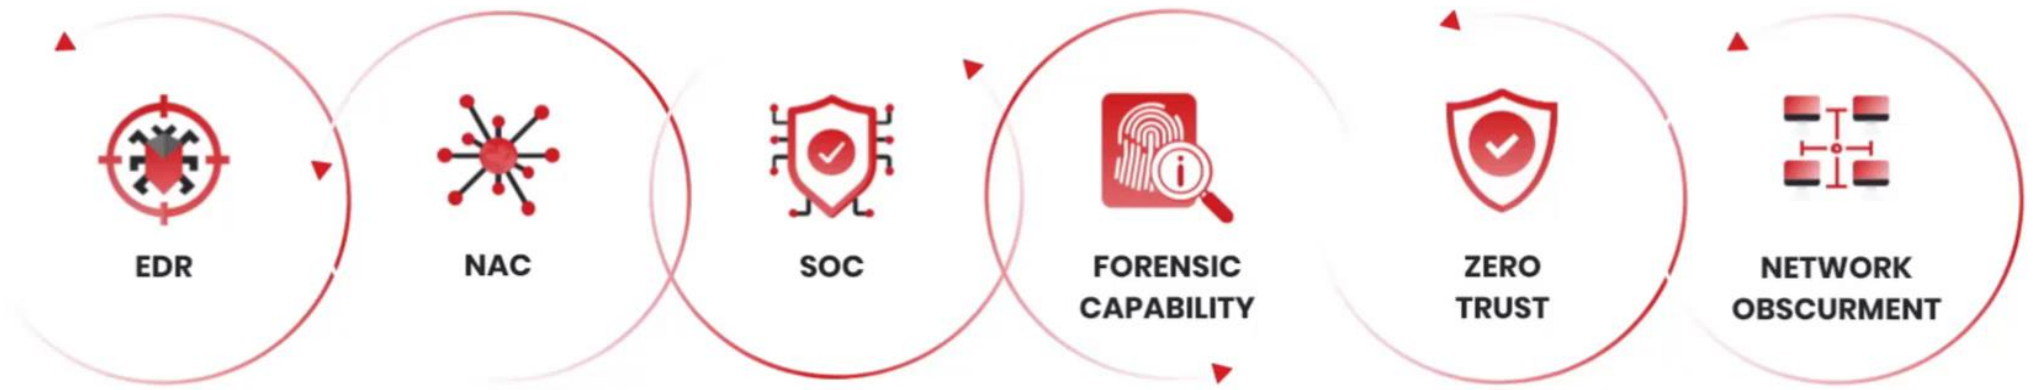 EDR
NAC
SOC
FORENSIC
CAPABILITY
ZERO
TRUST
NETWORK
OBSCURMENT